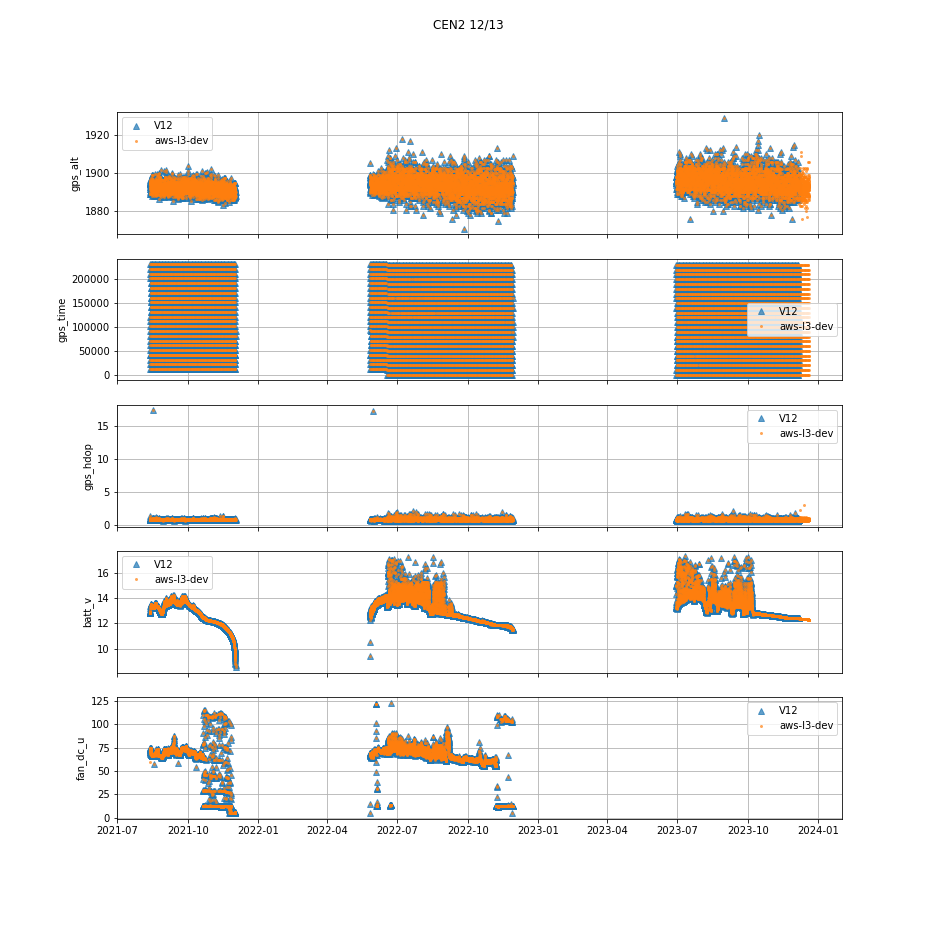 CEN2 12/13
gps_alt
1920
1900
1880
V12
aws-l3-dev
gps_time
200000
150000
100000
50000
0
V12
aws-l3-dev
gps_hdop
15
10
5
0
V12
aws-l3-dev
batt_v
16
14
12
10
V12
aws-l3-dev
fan_dc_u
125
100
75
50
25
0
V12
aws-l3-dev
2021-07 2021-10 2022-01 2022-04 2022-07 2022-10 2023-01 2023-04 2023-07 2023-10 2024-01